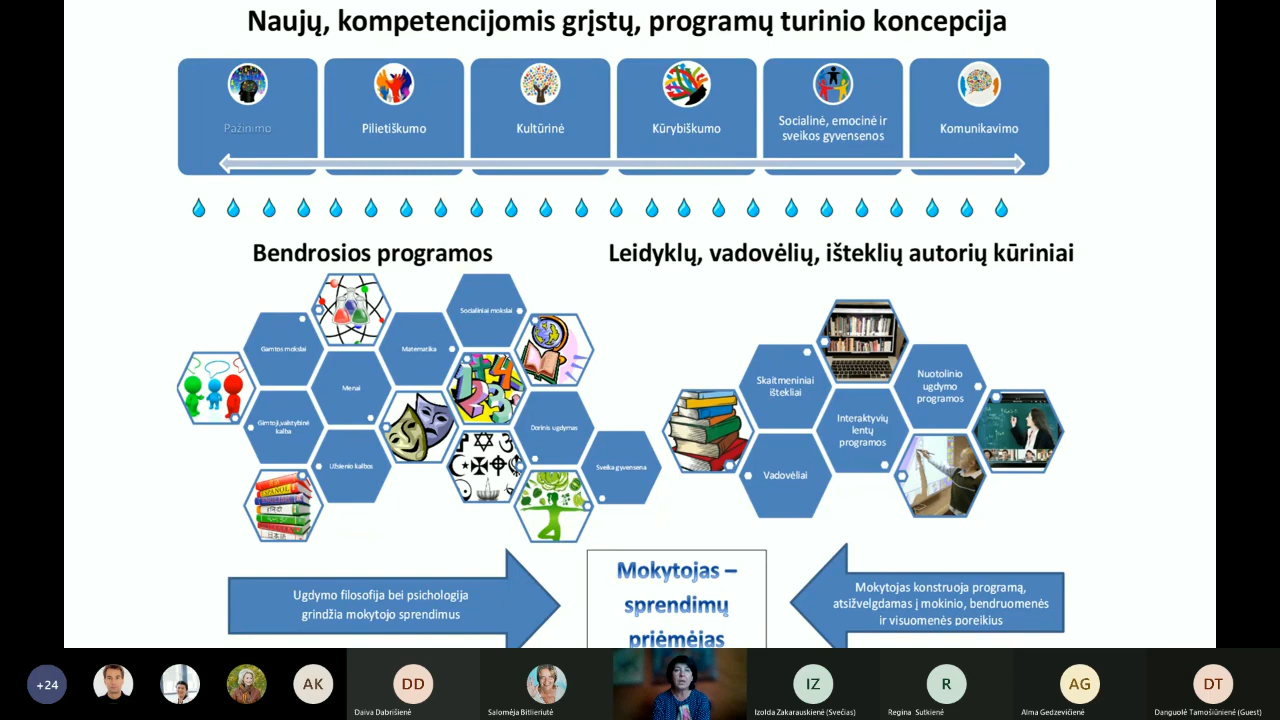 Naujų, kompetencijomis grįstų, programų turinio koncepcija
Pažinimo
Pilietiškumo
Kultūrinė
Kūrybiškumo
Socialinė, emocinė ir
sveikos gyvensenos
Komunikavimo
Bendrosios programos
Leidyklų, vadovėlių, išteklių autorių kūriniai
Socialiniai mokslai
Gamtos mokslai
Matematika
Menai
Gimtoji,valstybinė
kalba
Užsienio kalbos
Dorinis ugdymas
Sveika gyvensena
Skaitmeniniai
ištekliai
Nuotolinio
ugdymo
programos
Interaktyvių
lentų
programos
Vadovėliai
Ugdymo filosofija bei psichologija
grindžia mokytojo sprendimus
Mokytojas –
sprendimų
priėmėjas
Mokytojas konstruoja programą,
atsižvelgdamas į mokinio, bendruomenės
ir visuomenės poreikius
+24
AK
DD
IZ
R
AG
DT
Daiva Dabrišienė
Salomėja Bitlieriutė
Izolda Zakarauskienė (Svečias)
Regina Sutkienė
Alma Gedzevičienė
Danguolė Tamošiūnienė (Guest)